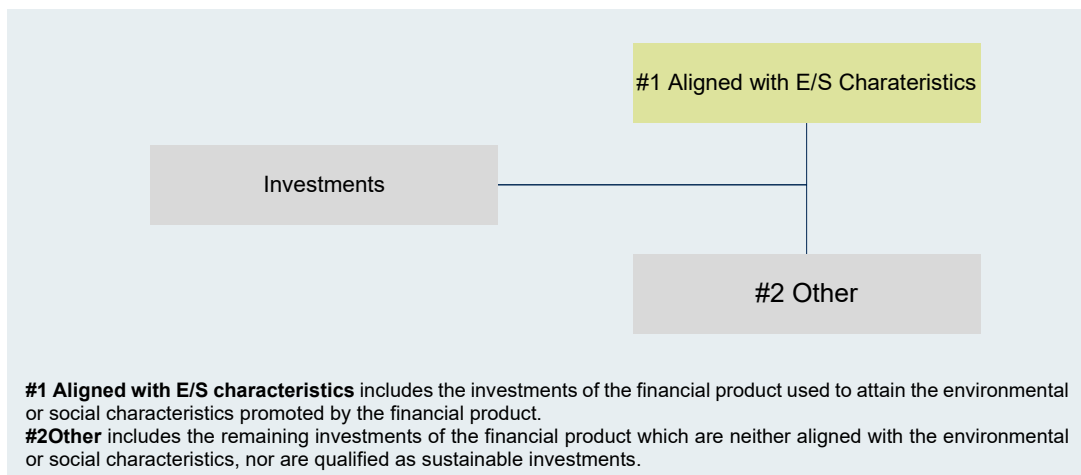 #1 Aligned with E/S Charateristics
Investments
#2 Other
#1 Aligned with E/S characteristics includes the investments of the financial product used to attain the environmental
or social characteristics promoted by the financial product.
#2Other includes the remaining investments of the financial product which are neither aligned with the environmental
or social characteristics, nor are qualified as sustainable investments.